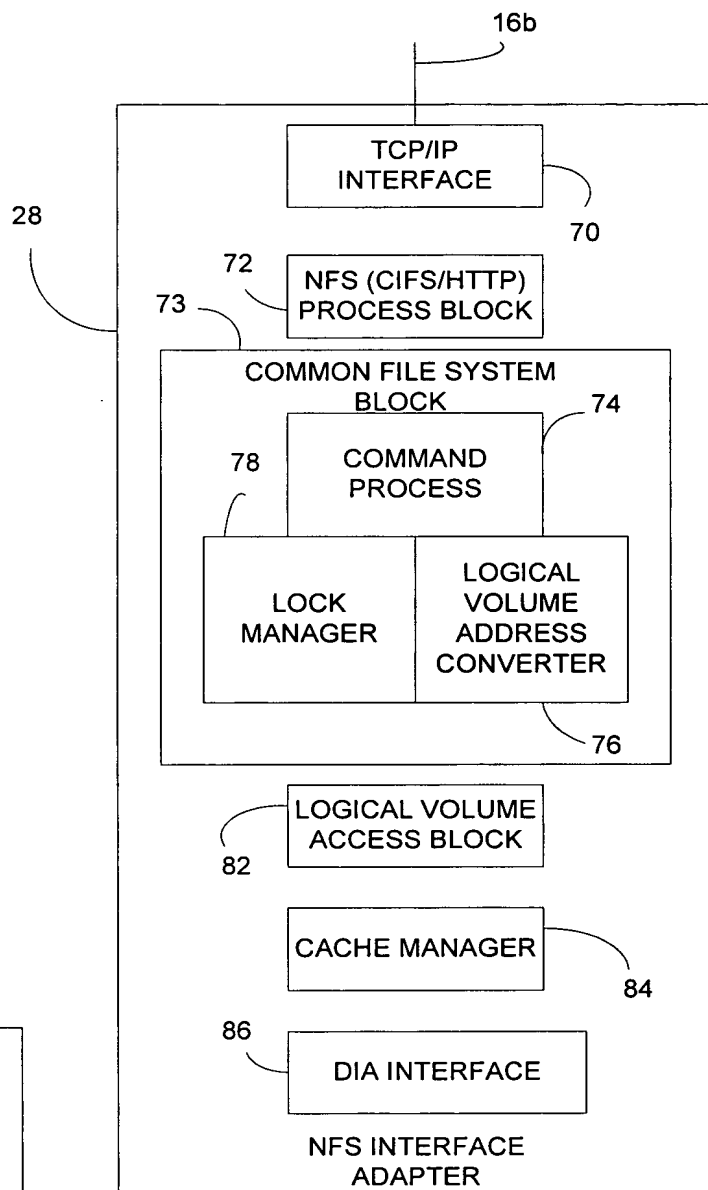 16b
TCP/IP
INTERFACE
70
28
72
NFS (CIFS/HTTP)
PROCESS BLOCK
73
COMMON FILE SYSTEM
BLOCK
74
COMMAND
PROCESS
78
LOCK
MANAGER
LOGICAL
VOLUME
ADDRESS
CONVERTER
76
LOGICAL VOLUME
ACCESS BLOCK
82
CACHE MANAGER
84
86
DIA INTERFACE
NFS INTERFACE
ADAPTER